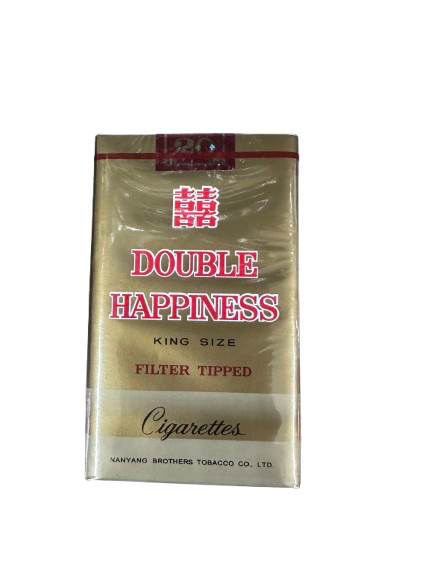 20
囍
DOUBLE
HAPPINESS
KING SIZE
FILTER TIPPED
Cigarettes
NANYANG BROTHERS TOBACCO CO., LTD.